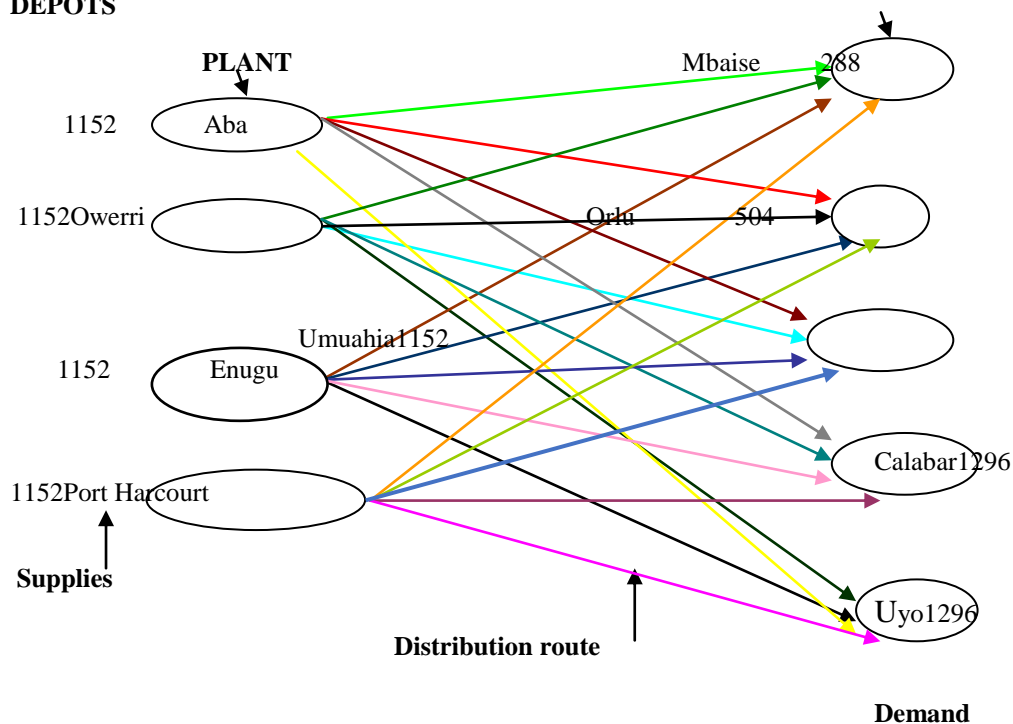 DEPOTS
PLANT
Mbaise 288
1152 Aba
1152Owerri
Orlu 504
Umuahia1152
1152 Enugu
Calabar1296
1152Port Harcourt
Supplies
Uyo1296
Distribution route
Demand